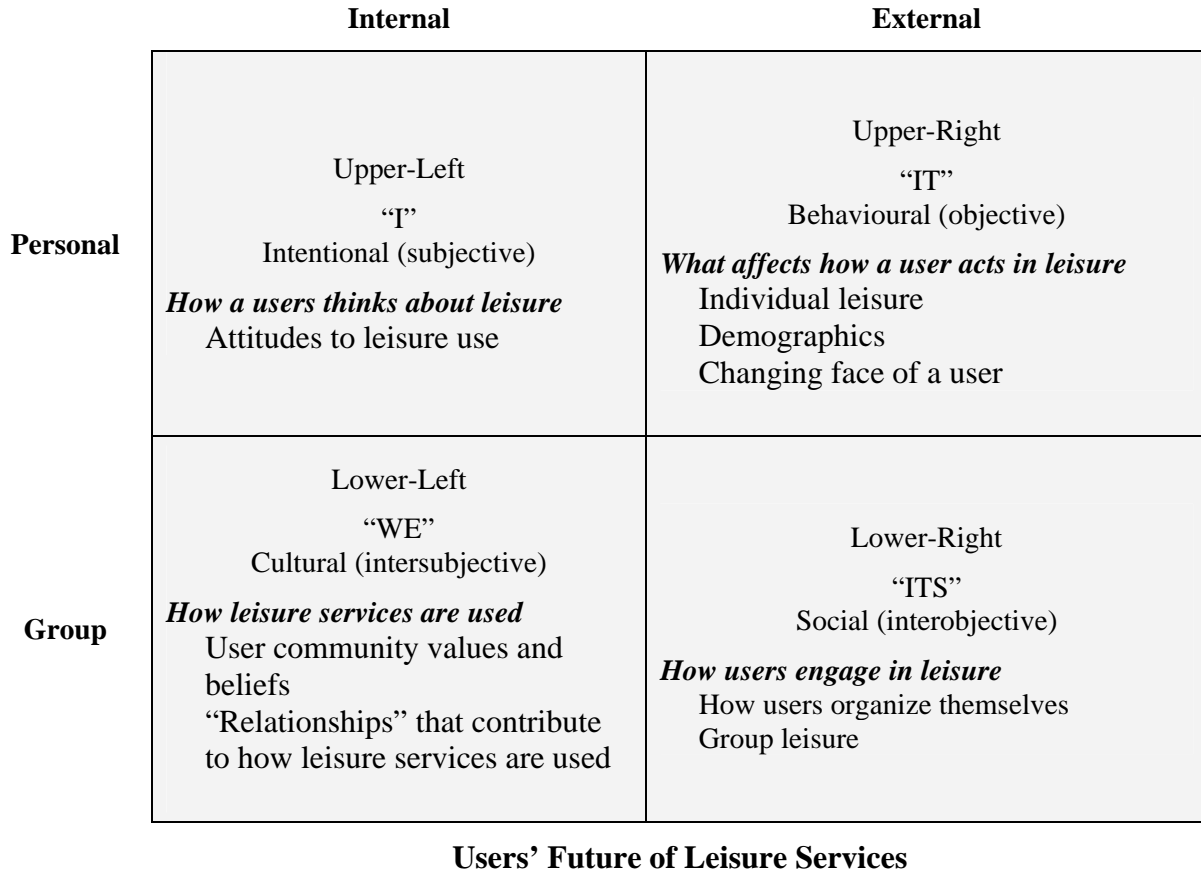 Internal
External
Personal
Upper-Left
“I”
Intentional (subjective)
How a users thinks about leisure
Attitudes to leisure use
Upper-Right
“IT”
Behavioural (objective)
What affects how a user acts in leisure
Individual leisure
Demographics
Changing face of a user
Group
Lower-Left
“WE”
Cultural (intersubjective)
How leisure services are used
User community values and
beliefs
“Relationships” that contribute
to how leisure services are used
Lower-Right
“ITS”
Social (interobjective)
How users engage in leisure
How users organize themselves
Group leisure
Users’ Future of Leisure Services